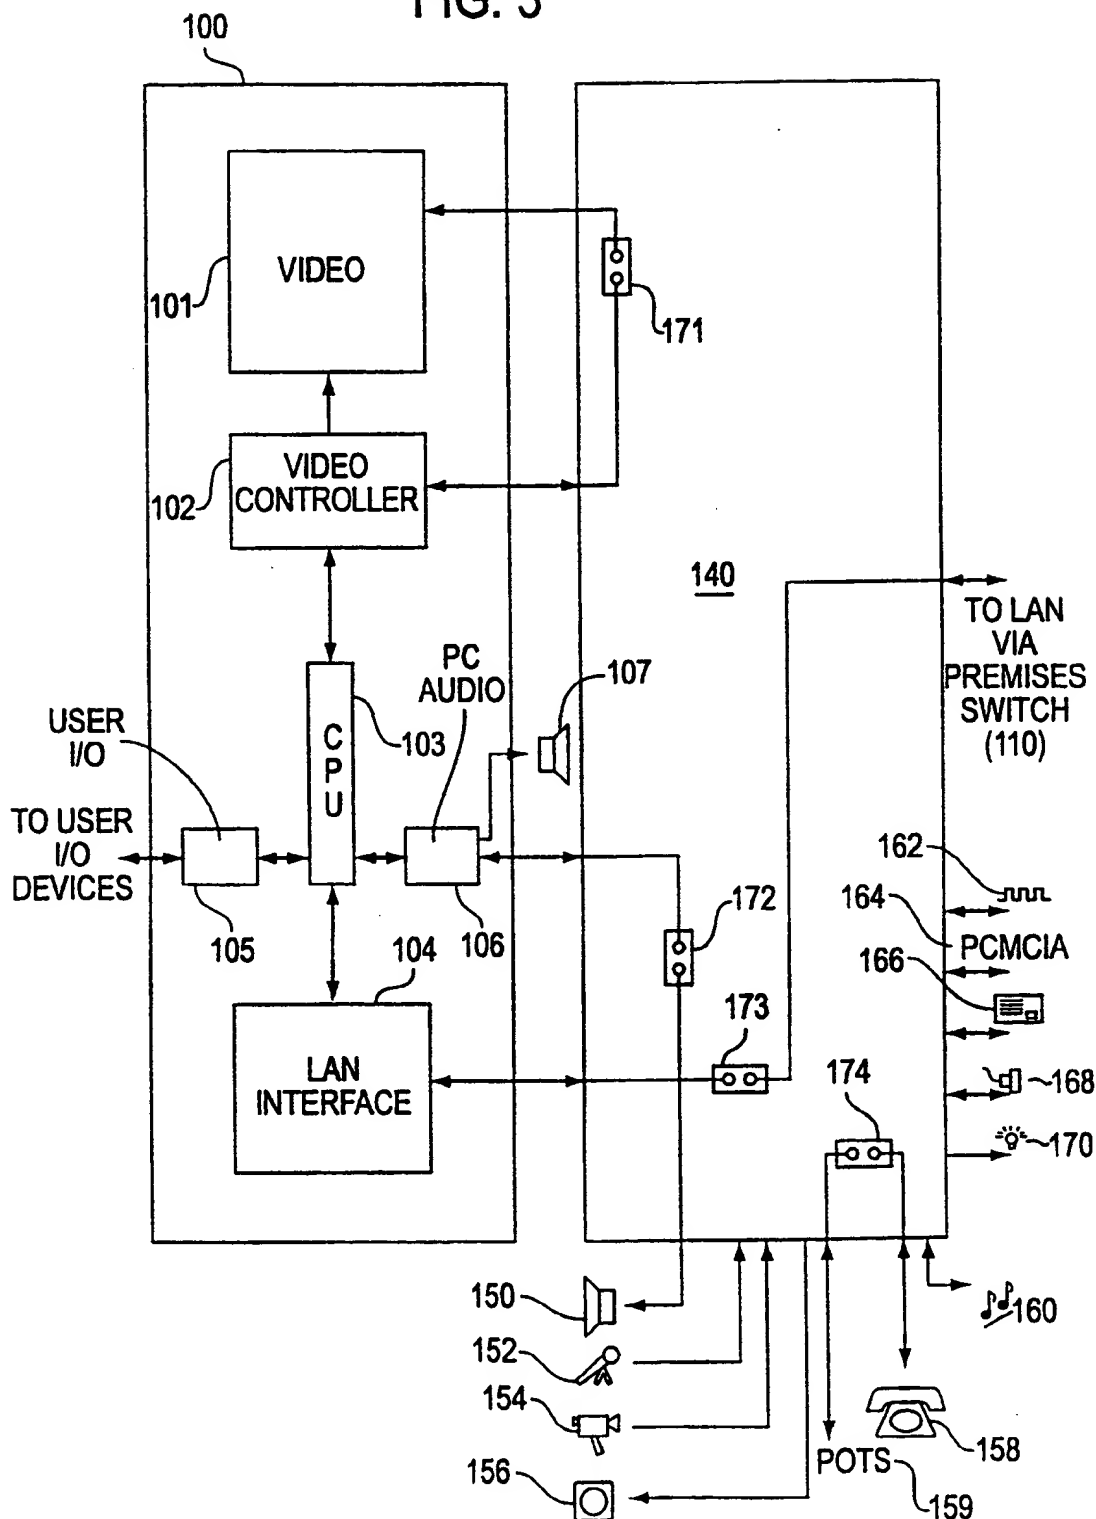 100
VIDEO
101
171
VIDEO
CONTROLLER
102
140
TO LAN
VIA
PREMISES
SWITCH
(110)
PC
AUDIO
107
USER
I/O
CPU
103
TO USER
I/O
DEVICES
105
106
162
164
PCMCIA
166
172
104
173
LAN
INTERFACE
174
168
170
150
160
152
154
158
156
POTS
159